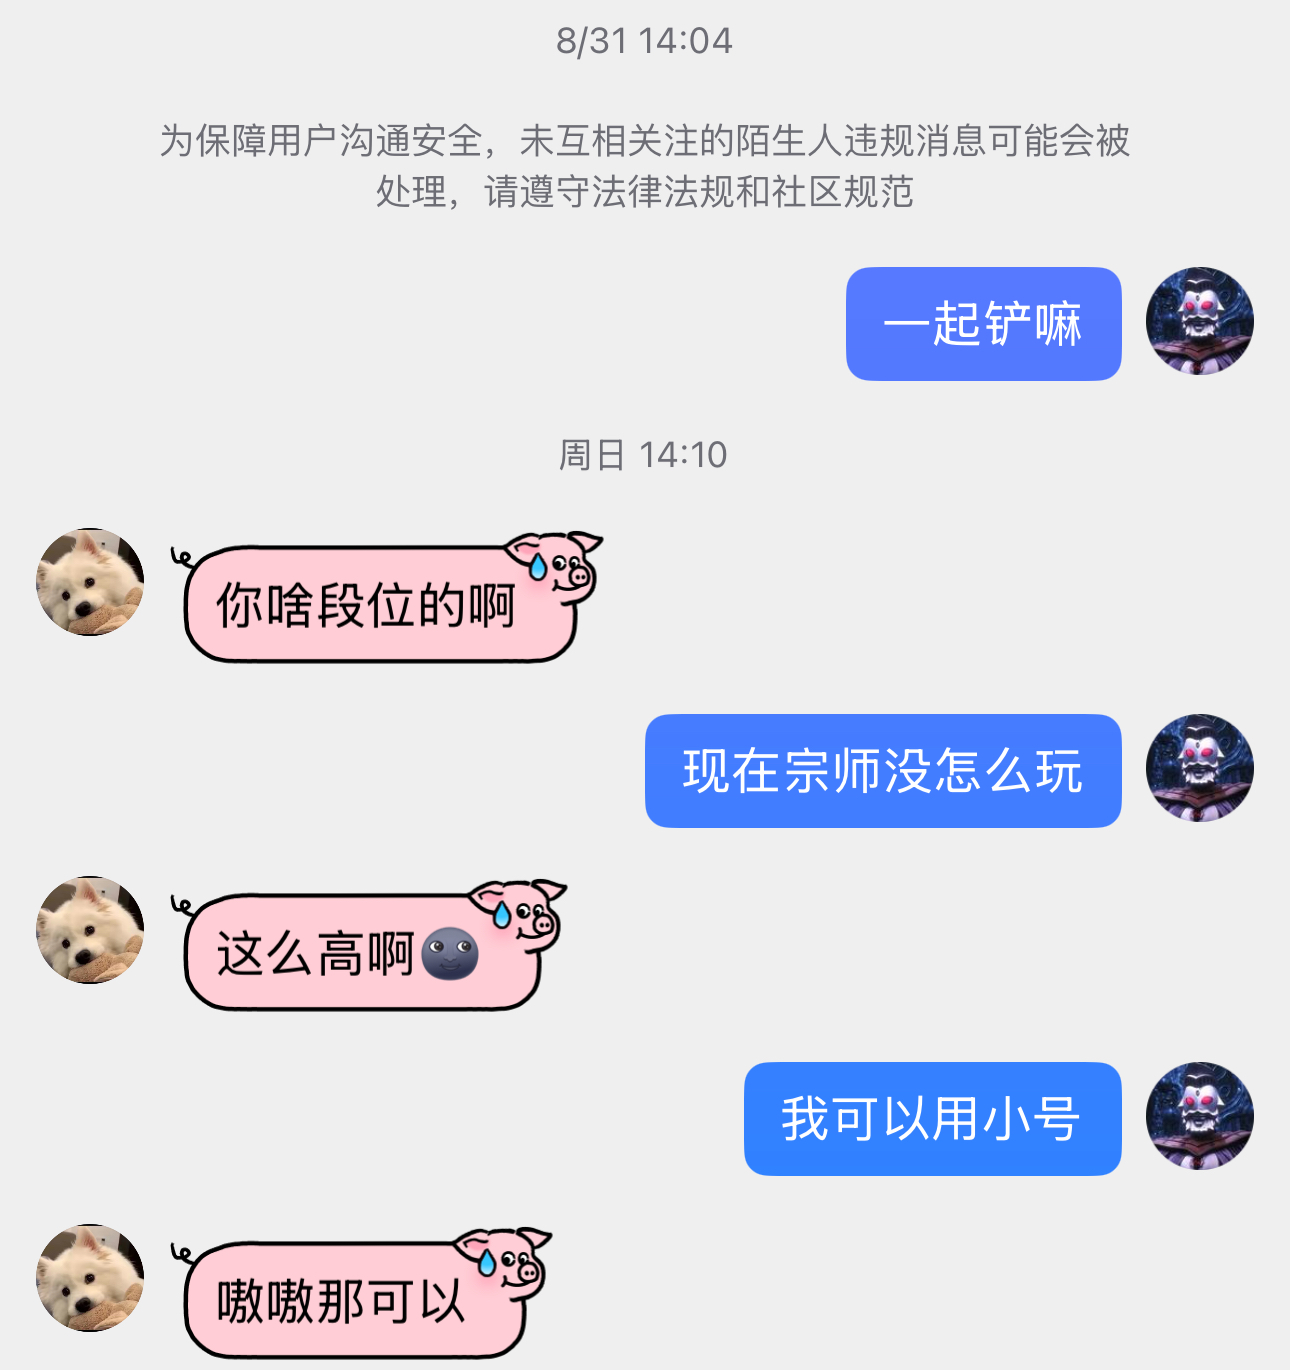 8/31 14:04
为保障用户沟通安全，未互相关注的陌生人违规消息可能会被
处理，请遵守法律法规和社区规范
一起铲嘛
周日 14:10
你啥段位的啊
现在宗师没怎么玩
这么高啊🌚
我可以用小号
嗷嗷那可以